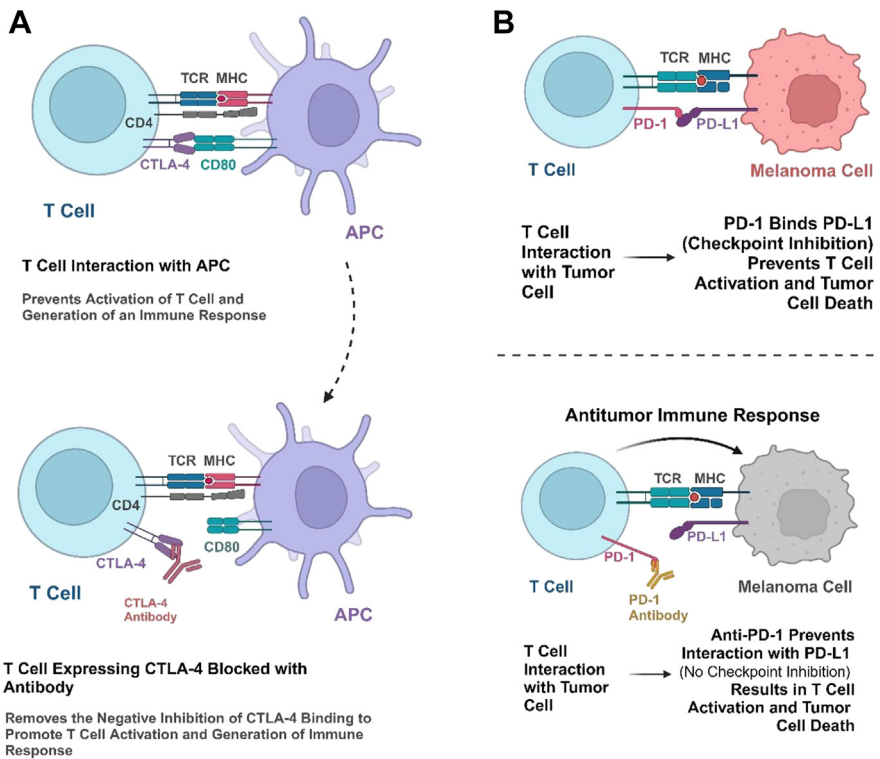 A
TCR MHC
CD4
CTLA-4 CD80
T Cell
APC
T Cell Interaction with APC
Prevents Activation of T Cell and
Generation of an Immune Response
TCR MHC
CD4
CD80
CTLA-4
T Cell
CTLA-4
Antibody
APC
T Cell Expressing CTLA-4 Blocked with
Antibody
Removes the Negative Inhibition of CTLA-4 Binding to
Promote T Cell Activation and Generation of Immune
Response
B
TCR MHC
PD-1 PD-L1
T Cell
Melanoma Cell
T Cell
Interaction
with Tumor
Cell
PD-1 Binds PD-L1
(Checkpoint Inhibition)
Prevents T Cell
Activation and Tumor
Cell Death
Antitumor Immune Response
TCR MHC
PD-L1
PD-1
T Cell
PD-1
Antibody
Melanoma Cell
T Cell
Interaction
with Tumor
Cell
Anti-PD-1 Prevents
Interaction with PD-L1
(No Checkpoint Inhibition)
Results in T Cell
Activation and Tumor
Cell Death